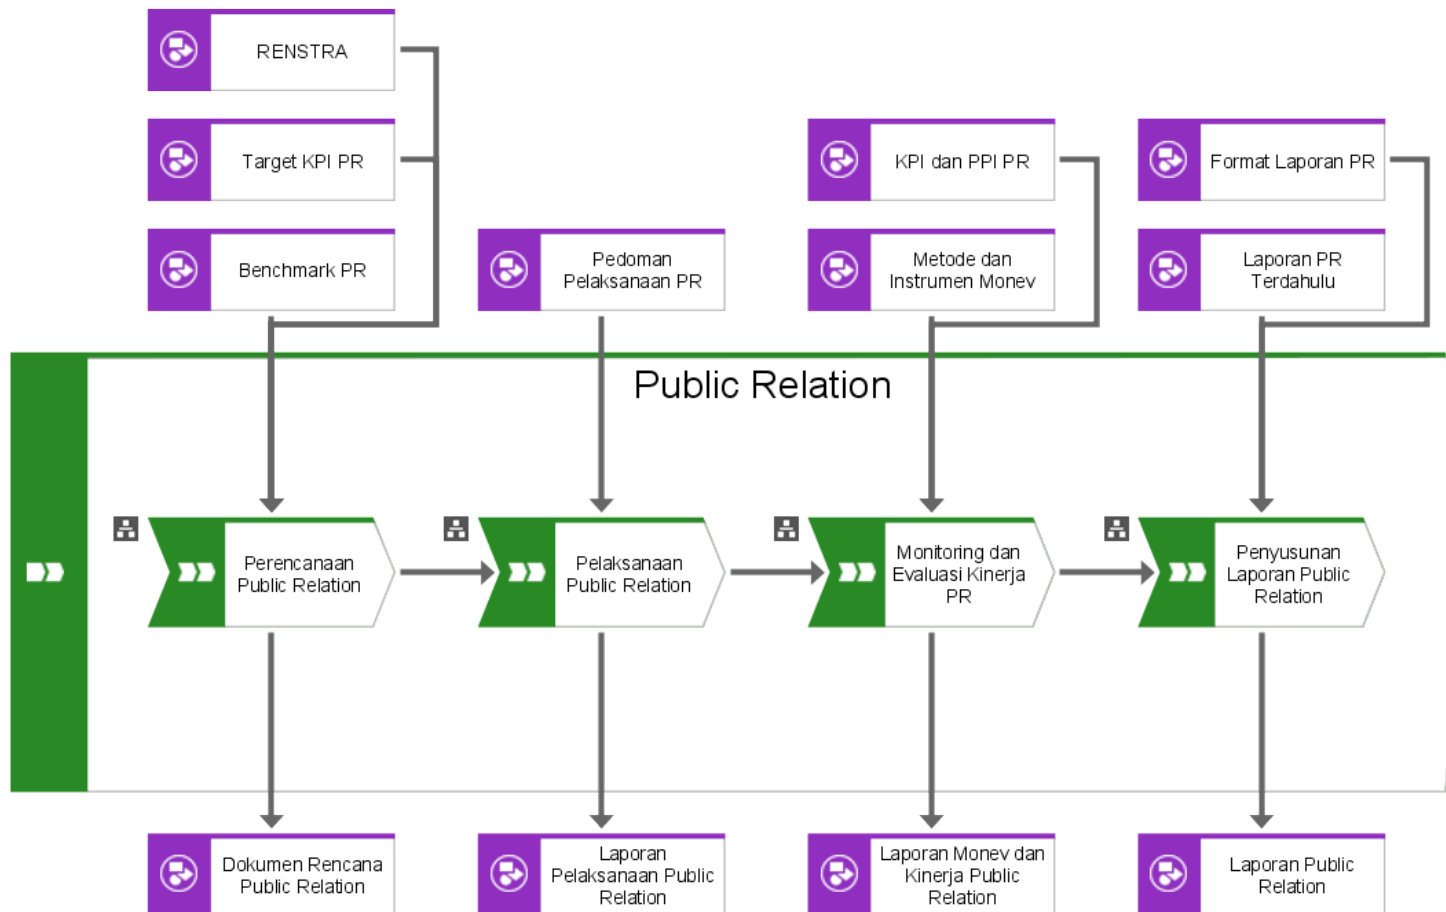 RENSTRA
Target KPI PR
KPI dan PPI PR
Format Laporan PR
Benchmark PR
Pedoman
Pelaksanaan PR
Metode dan
Instrumen Monev
Laporan PR
Terdahulu
Public Relation
Perencanaan
Public Relation
Pelaksanaan
Public Relation
Monitoring dan
Evaluasi Kinerja
PR
Penyusunan
Laporan Public
Relation
Dokumen Rencana
Public Relation
Laporan
Pelaksanaan Public
Relation
Laporan Monev dan
Kinerja Public
Relation
Laporan Public
Relation